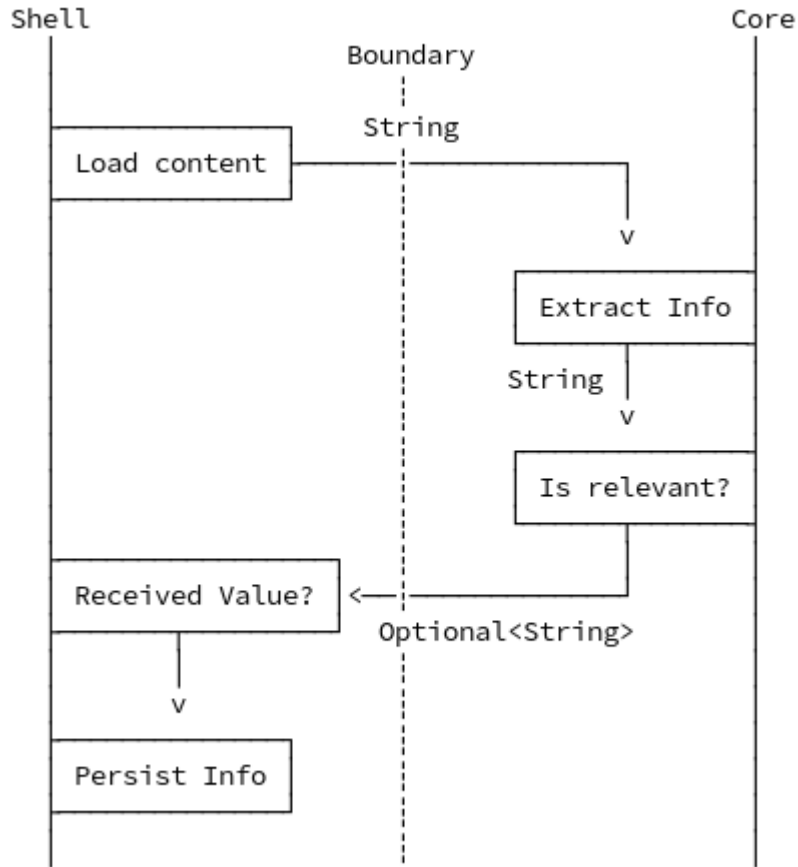 Shell
Core
Boundary
String
Load content
v
Extract Info
String
v
Is relevant?
Received Value?
<
Optional<String>
v
Persist Info